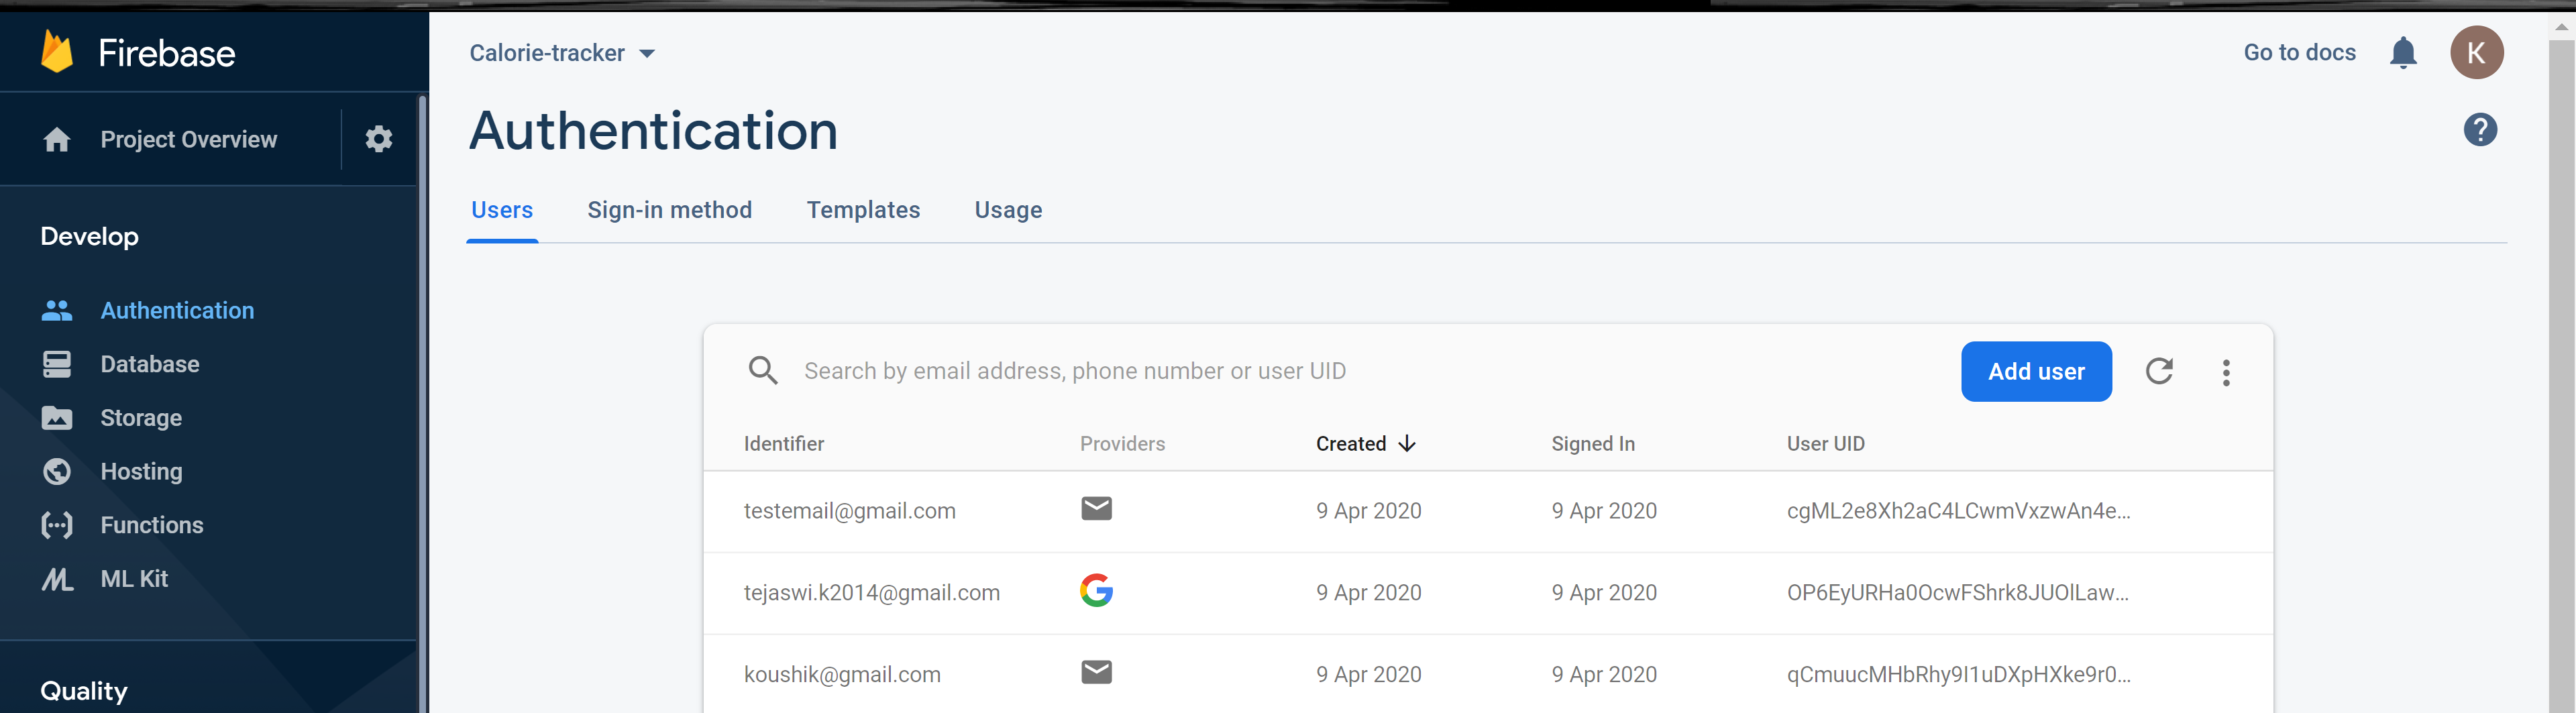 Firebase
Project Overview
Develop
Authentication
Database
Storage
Hosting
Functions
ML Kit
Quality
Calorie-tracker
Go to docs
K
Authentication
?
Users Sign-in method Templates Usage
Search by email address, phone number or user UID
Add user
Identifier Providers Created Signed In User UID
testemail@gmail.com 9 Apr 2020 9 Apr 2020 cgML2e8Xh2aC4LCwmVxzwAn4e...
tejaswi.k2014@gmail.com 9 Apr 2020 9 Apr 2020 OP6EyURHa0OcwFShrk8JUOlLaw...
koushik@gmail.com 9 Apr 2020 9 Apr 2020 qCmuucMHbRhy9I1uDXpHXke9r0...